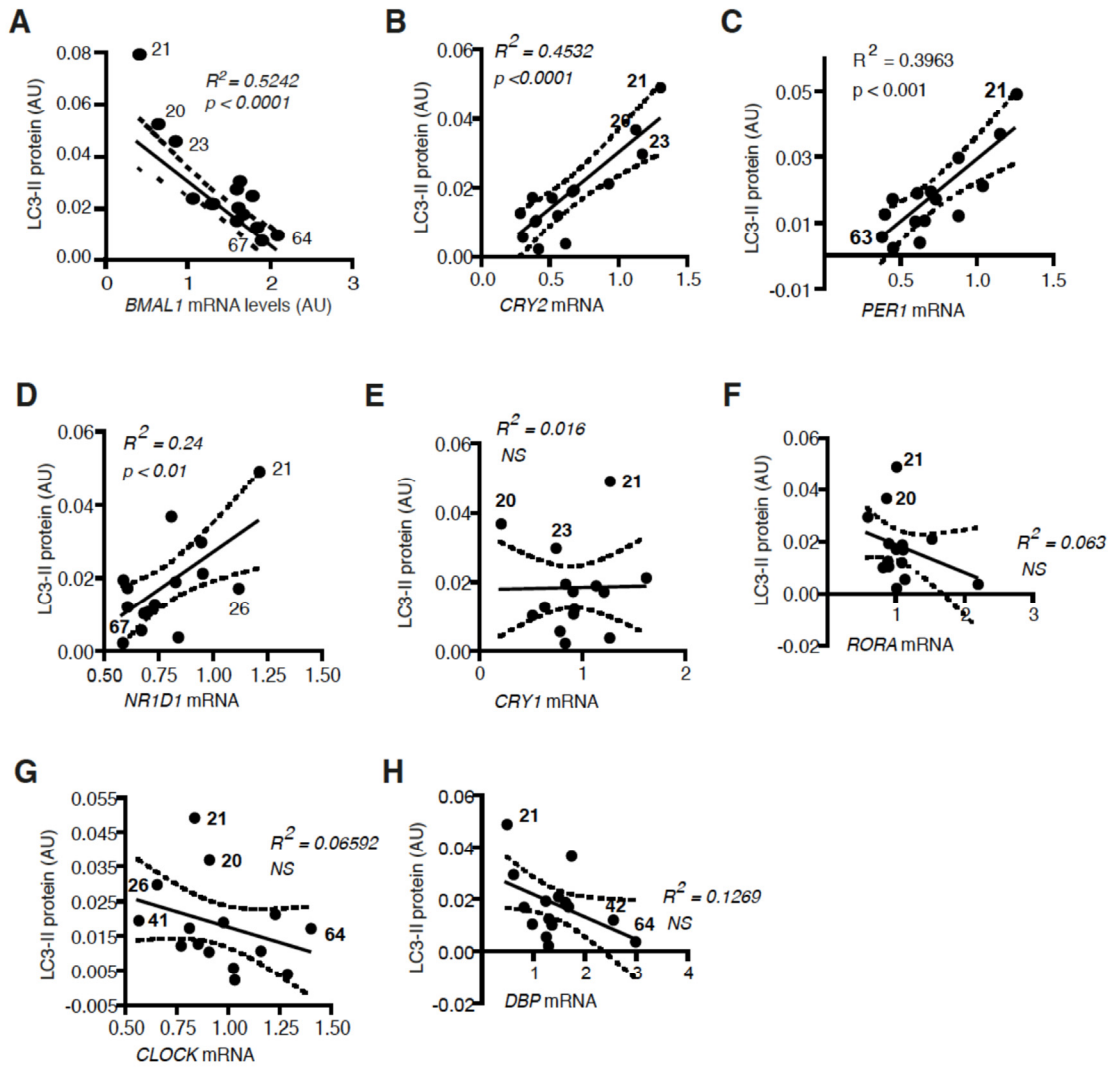 A
LC3-II protein (AU)
0.08
0.06
0.04
0.02
0.00
21
20
23
67
64
R² = 0.5242
p < 0.0001
0
1
2
3
BMAL1 mRNA levels (AU)
B
LC3-II protein (AU)
0.06
0.04
0.02
0.00
R² = 0.4532
p <0.0001
21
20
23
0.0
0.5
1.0
1.5
CRY2 mRNA
C
LC3-II protein (AU)
0.05
0.03
0.01
-0.01
R² = 0.3963
p < 0.001
21
63
0.5
1.0
1.5
PER1 mRNA
D
LC3-II protein (AU)
0.06
0.04
0.02
0.00
R² = 0.24
p < 0.01
21
26
67
0.50
0.75
1.00
1.25
1.50
NR1D1 mRNA
E
LC3-II protein (AU)
0.06
0.04
0.02
0.00
R² = 0.016
NS
20
21
23
0
1
2
CRY1 mRNA
F
LC3-II protein (AU)
0.06
0.04
0.02
0.00
-0.02
21
20
R² = 0.063
NS
1
2
3
RORA mRNA
G
LC3-II protein (AU)
0.055
0.045
0.035
0.025
0.015
0.005
-0.005
21
20
26
41
64
R² = 0.06592
NS
0.50
0.75
1.00
1.25
1.50
CLOCK mRNA
H
LC3-II protein (AU)
0.06
0.04
0.02
0.00
-0.02
21
42
64
R² = 0.1269
NS
1
2
3
4
DBP mRNA